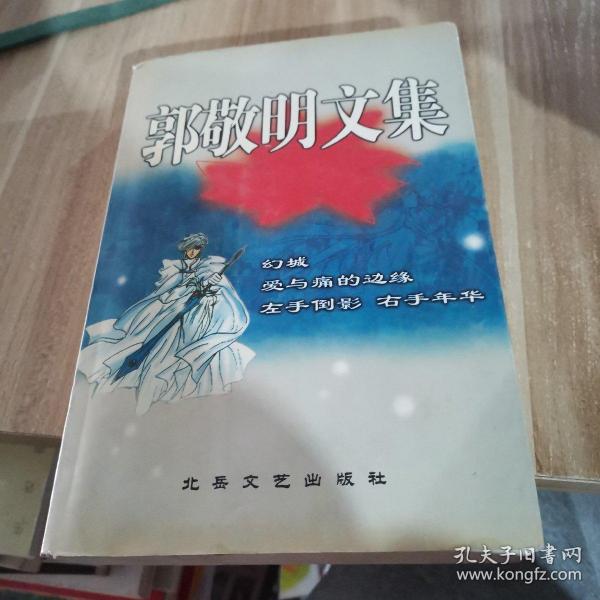 郭敬明文集
幻城
爱与痛的边缘
左手倒影 右手年华
北岳文艺出版社
孔夫子旧书网
www.kongfz.com